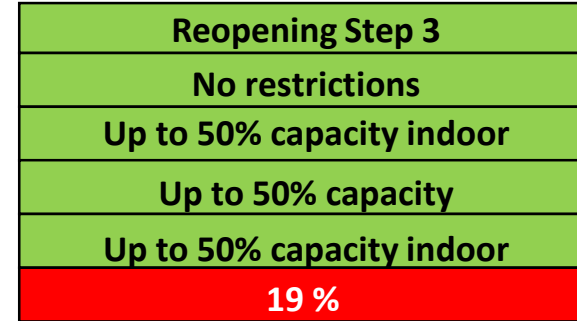 Reopening Step 3
No restrictions
Up to 50% capacity indoor
Up to 50% capacity
Up to 50% capacity indoor
19 %